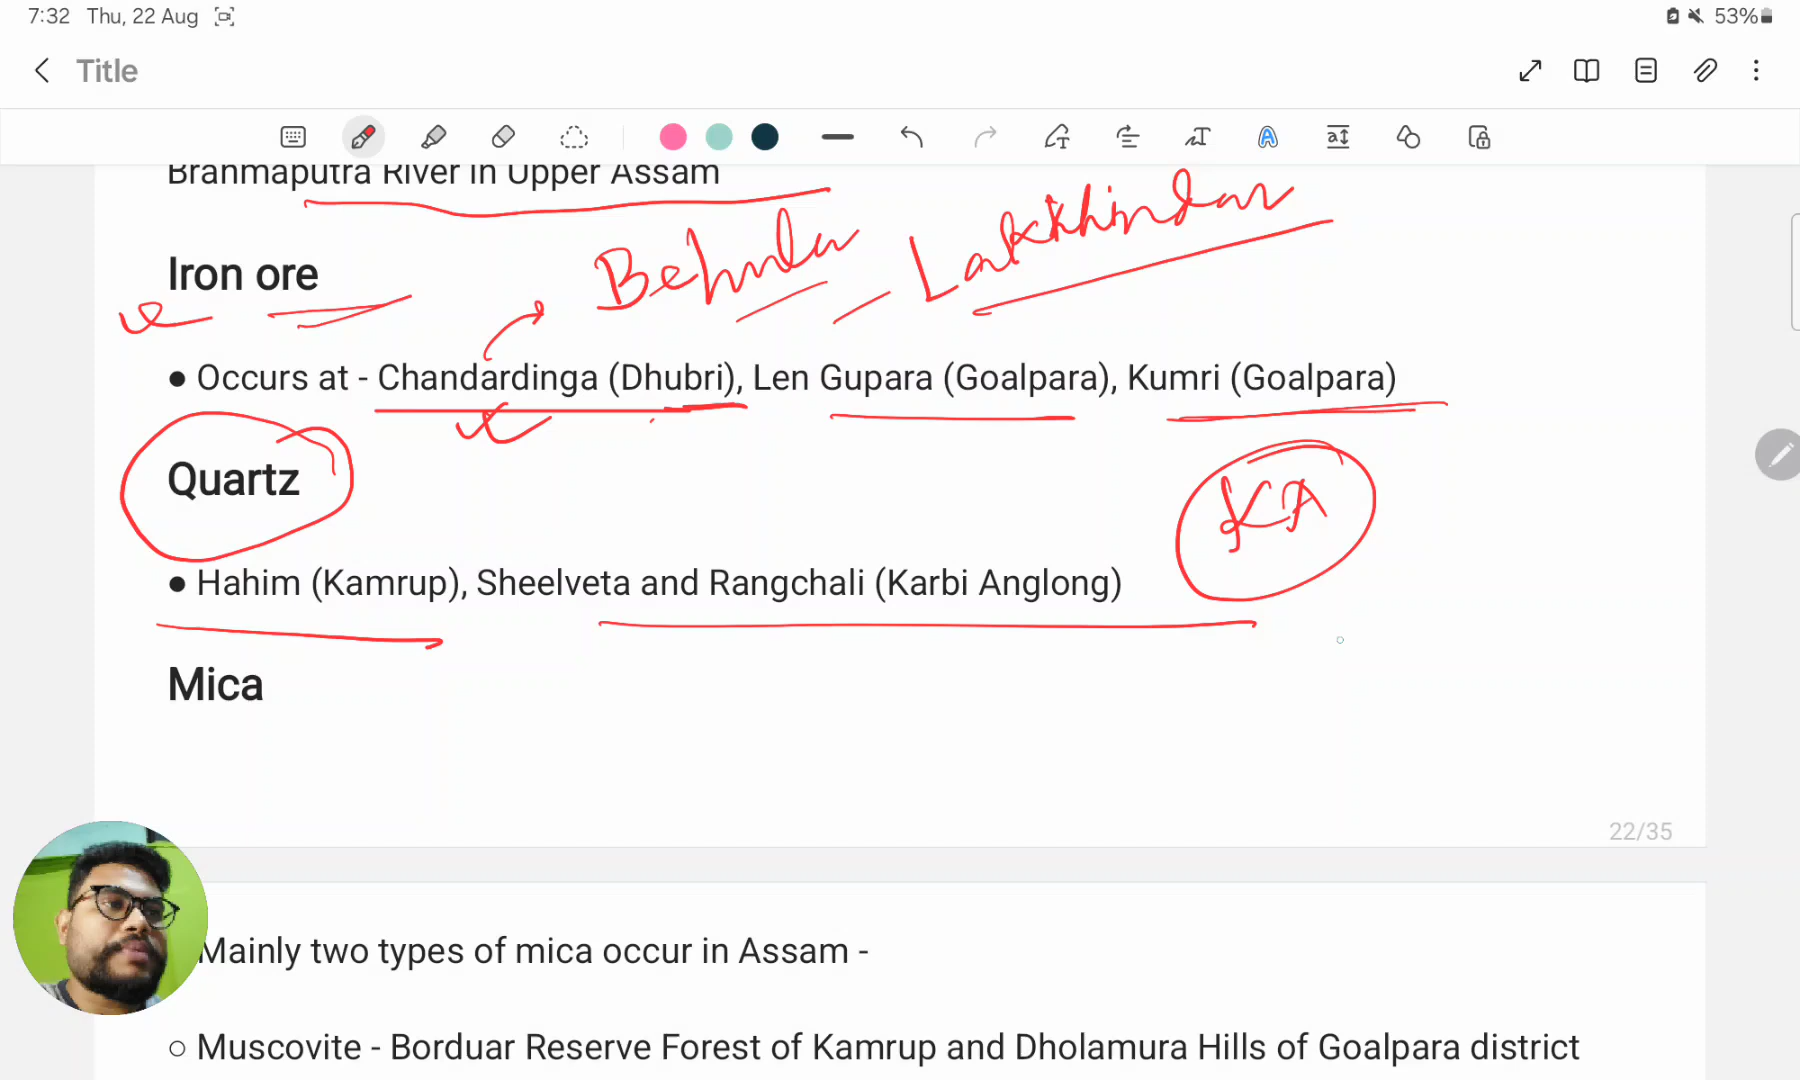 7:32 Thu, 22 Aug 53%
Title
Brahmaputra River in Upper Assam
Behula Lakhindar
Iron ore
● Occurs at - Chandardinga (Dhubri), Len Gupara (Goalpara), Kumri (Goalpara)
Quartz
KA
● Hahim (Kamrup), Sheelveta and Rangchali (Karbi Anglong)
Mica
22/35
Mainly two types of mica occur in Assam -
○ Muscovite - Borduar Reserve Forest of Kamrup and Dholamura Hills of Goalpara district